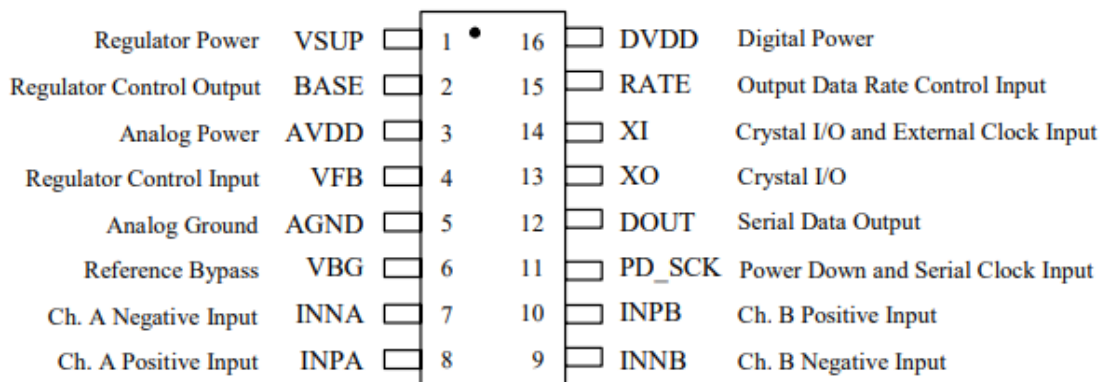 Regulator Power VSUP 1 16 DVDD Digital Power
Regulator Control Output BASE 2 15 RATE Output Data Rate Control Input
Analog Power AVDD 3 14 XI Crystal I/O and External Clock Input
Regulator Control Input VFB 4 13 XO Crystal I/O
Analog Ground AGND 5 12 DOUT Serial Data Output
Reference Bypass VBG 6 11 PD_SCK Power Down and Serial Clock Input
Ch. A Negative Input INNA 7 10 INPB Ch. B Positive Input
Ch. A Positive Input INPA 8 9 INNB Ch. B Negative Input